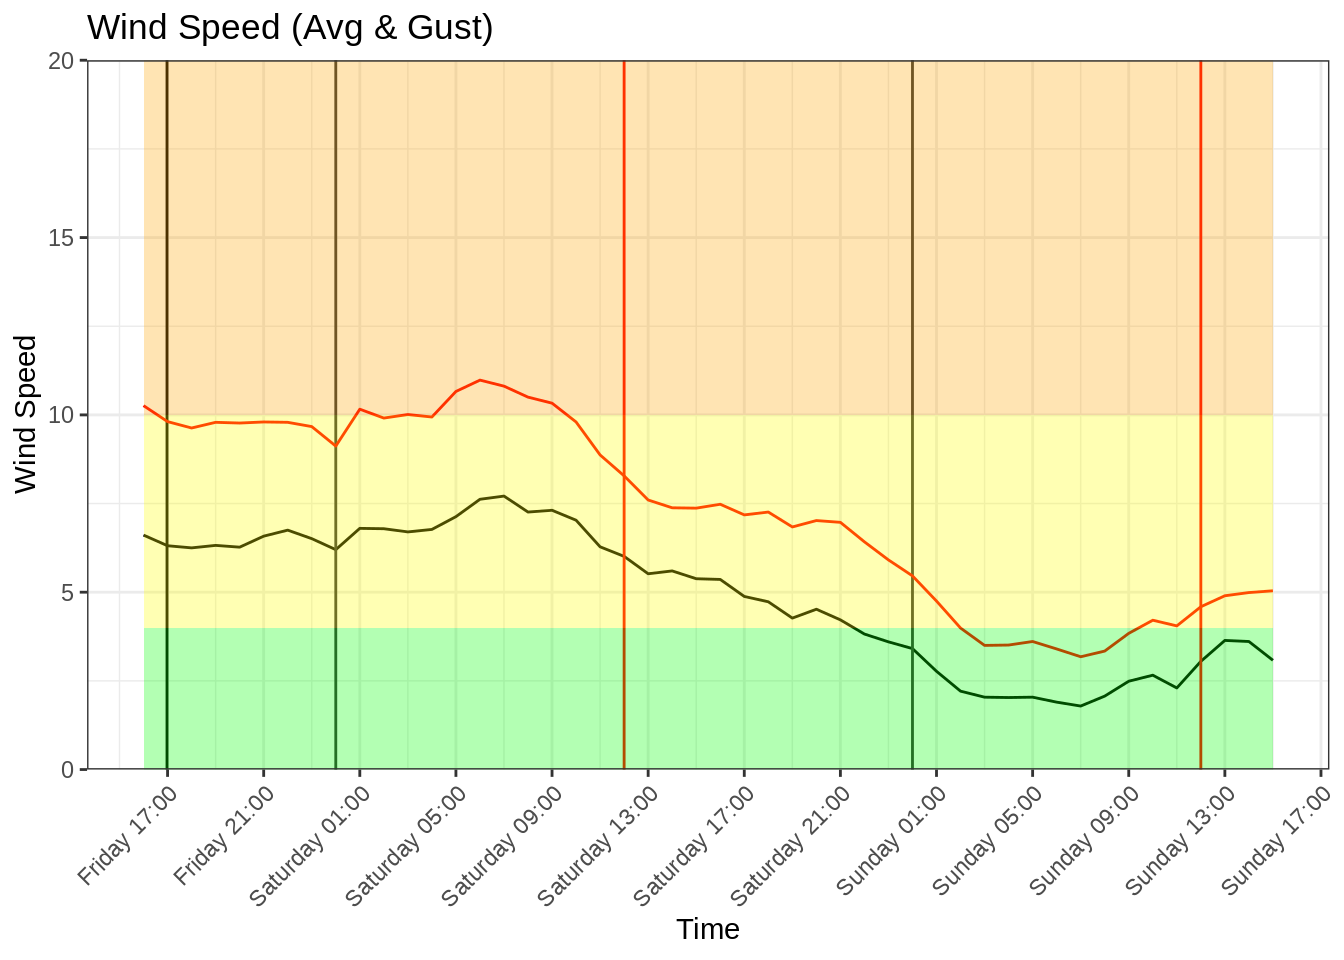 Wind Speed (Avg & Gust)
20
15
10
5
0
Wind Speed
Friday 17:00
Friday 21:00
Saturday 01:00
Saturday 05:00
Saturday 09:00
Saturday 13:00
Saturday 17:00
Saturday 21:00
Sunday 01:00
Sunday 05:00
Sunday 09:00
Sunday 13:00
Sunday 17:00
Time